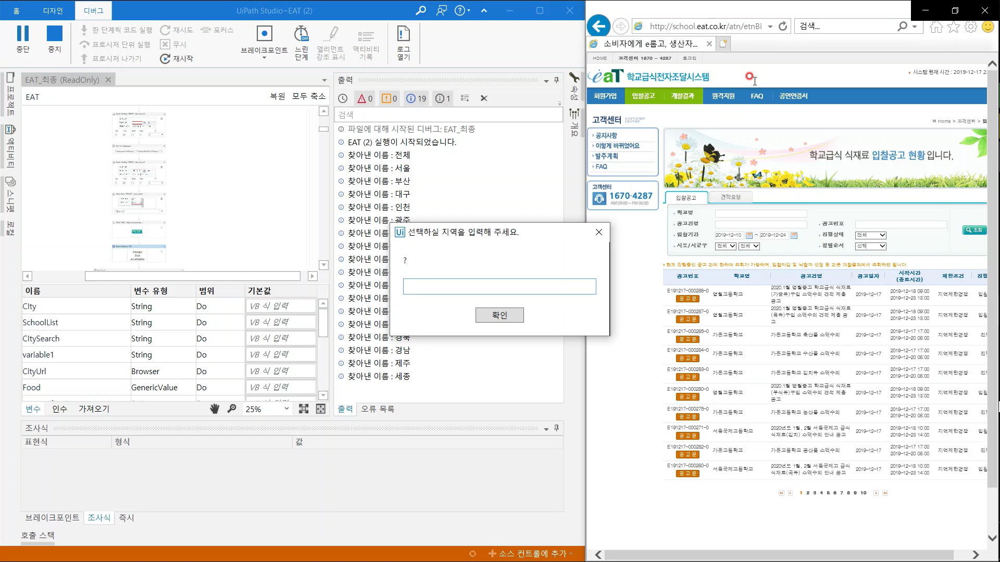 홈
디자인
디버그
UiPath Studio~EAT (2)
중단
중지
한 단계씩 코드 실행
프로시저 단위 실행
프로시저 나가기
재시도
무시
재시작
포커스
브레이크포인트
느린
단계
엘리먼트
강조 표시
액티비티
기록
로그
열기
프로젝트
액티비티
스니펫
로컬
EAT_최종 (ReadOnly)
EAT
복원 모두 축소
Image
Not
Available
이름 변수 유형 범위 기본값
CIty String Do VB 식 입력
SchoolList String Do VB 식 입력
CItySearch String Do VB 식 입력
variable1 String Do VB 식 입력
CityUrl Browser Do VB 식 입력
Food GenericValue Do VB 식 입력
변수 인수 가져오기 25%
출력
0 0 19 1
검색
파일에 대해 시작된 디버그: EAT_최종
EAT (2) 실행이 시작되었습니다.
찾아낸 이름 : 전체
찾아낸 이름 : 서울
찾아낸 이름 : 부산
찾아낸 이름 : 대구
찾아낸 이름 : 인천
찾아낸 이름 : 광주
찾아낸 이름
찾아낸 이름
찾아낸 이름
찾아낸 이름
찾아낸 이름
찾아낸 이름
찾아낸 이름
찾아낸 이름
찾아낸 이름 : 경북
찾아낸 이름 : 경남
찾아낸 이름 : 제주
찾아낸 이름 : 세종
출력 오류 목록
속성
개요
조사식
표현식 형식 값
브레이크포인트 조사식 즉시
호출 스택
소스 컨트롤에 추가
Ui 선택하실 지역을 입력해 주세요.
?
확인
http://school.eat.co.kr/atn/etnBi
검색...
소비자에게 e롭고, 생산자...
HOME 고객센터 1670 - 4287 로그인
eaT 학교급식전자조달시스템
시스템 현재 시간 : 2019-12-17 2
회원가입 입찰공고 개찰결과 원격지원 FAQ 공인인증서
고객센터 CUSTOMER CENTER
Home > 고객센터 > 입
공지사항
이렇게 바뀌었어요
발주계획
FAQ
고객센터
1670·4287
AM 09:00 ~ PM 06:00
학교급식 식재료 입찰공고 현황 입니다.
입찰공고 견적요청
학교명
공고건명 공고번호
입찰기간 2019-12-10 ~ 2019-12-24 진행상태 전체
시도/시군구 전체 전체 정렬순서 선택
조회
현재 진행중인 공고 건에 한하여 조회가 가능하며, 입찰마감 및 낙찰자 선정 된 건은 개찰결과에서 조회하면 됩니다.
공고번호 학교명 공고건명 공고일자 시작시간 (종료시간) 제한조건 진행
E191217-000288-0 공고문 영월고등학교 2020.1월 영월중고 학교급식 식재료(가금류)구입 소액수의 견적 제출 공고 2019-12-17 2019-12-18 09:00 2019-12-23 13:00 지역제한경쟁 입찰
E191217-000287-0 공고문 영월고등학교 2020.1월 영월중고 학교급식 식재료(육류)구입 소액수의 견적 제출 공고 2019-12-17 2019-12-18 09:00 2019-12-23 13:00 지역제한경쟁 입찰
E191217-000285-0 공고문 가온고등학교 가온고등학교 축산물 소액수의 2019-12-17 2019-12-17 17:00 2019-12-20 08:00 지역제한경쟁 진
E191217-000284-0 공고문 가온고등학교 가온고등학교 수산물 소액수의 2019-12-17 2019-12-17 17:00 2019-12-20 08:00 지역제한경쟁 진
E191217-000283-0 공고문 가온고등학교 가온고등학교 김치류 소액수의 2019-12-17 2019-12-17 17:00 2019-12-20 08:00 지역제한경쟁 진
E191217-000280-0 공고문 영월고등학교 2020.1월 영월중고 학교급식 식재료(부식류)구입 소액수의 견적 제출 공고 2019-12-17 2019-12-18 09:00 2019-12-23 13:00 지역제한경쟁 입찰
E191217-000275-0 공고문 가온고등학교 가온고등학교 농산물 소액수의 2019-12-17 2019-12-17 17:00 2019-12-20 08:00 지역제한경쟁 진
E191217-000271-0 공고문 서울국제고등학교 2020년도 1월, 2월 서울국제고 급식 식재료(김치) 소액수의 안내 공고 2019-12-17 2019-12-18 10:00 2019-12-23 14:00 지역제한경쟁 입찰
E191217-000282-0 공고문 가온고등학교 가온고등학교 공산품 소액수의 2019-12-17 2019-12-17 17:00 2019-12-20 08:00 지역제한경쟁 진
E191217-000260-0 공고문 서울국제고등학교 2020년도 1월, 2월 서울국제고 급식 식재료(곡류) 소액수의 안내 공고 2019-12-17 2019-12-18 10:00 2019-12-23 14:00 지역제한경쟁 입찰
1 2 3 4 5 6 7 8 9 10